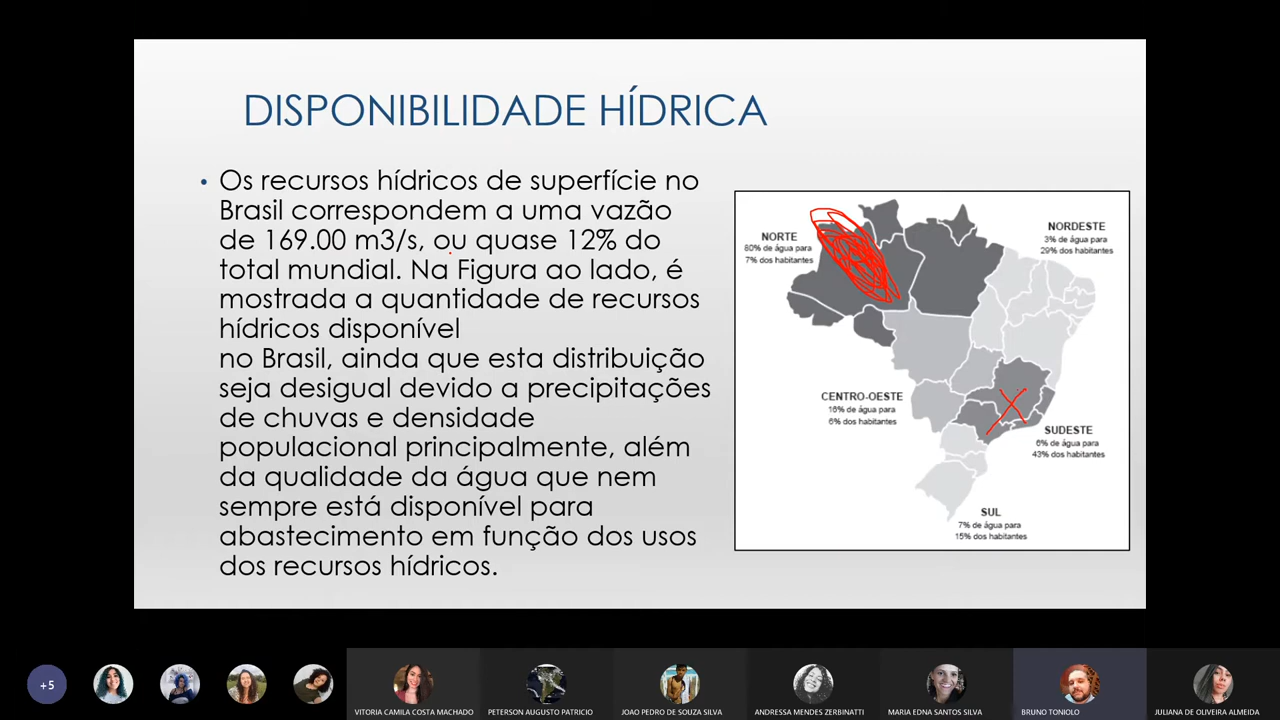 DISPONIBILIDADE HÍDRICA
• Os recursos hídricos de superfície no
Brasil correspondem a uma vazão
de 169.00 m3/s, ou quase 12% do
total mundial. Na Figura ao lado, é
mostrada a quantidade de recursos
hídricos disponível
no Brasil, ainda que esta distribuição
seja desigual devido a precipitações
de chuvas e densidade
populacional principalmente, além
da qualidade da água que nem
sempre está disponível para
abastecimento em função dos usos
dos recursos hídricos.
NORTE
80% de água para
7% dos habitantes
NORDESTE
3% de água para
29% dos habitantes
CENTRO-OESTE
16% de água para
6% dos habitantes
SUDESTE
6% de água para
43% dos habitantes
SUL
7% de água para
15% dos habitantes
+5
VITORIA CAMILA COSTA MACHADO
PETERSON AUGUSTO PATRICIO
JOAO PEDRO DE SOUZA SILVA
ANDRESSA MENDES ZERBINATTI
MARIA EDNA SANTOS SILVA
BRUNO TONIOLO
JULIANA DE OLIVEIRA ALMEIDA